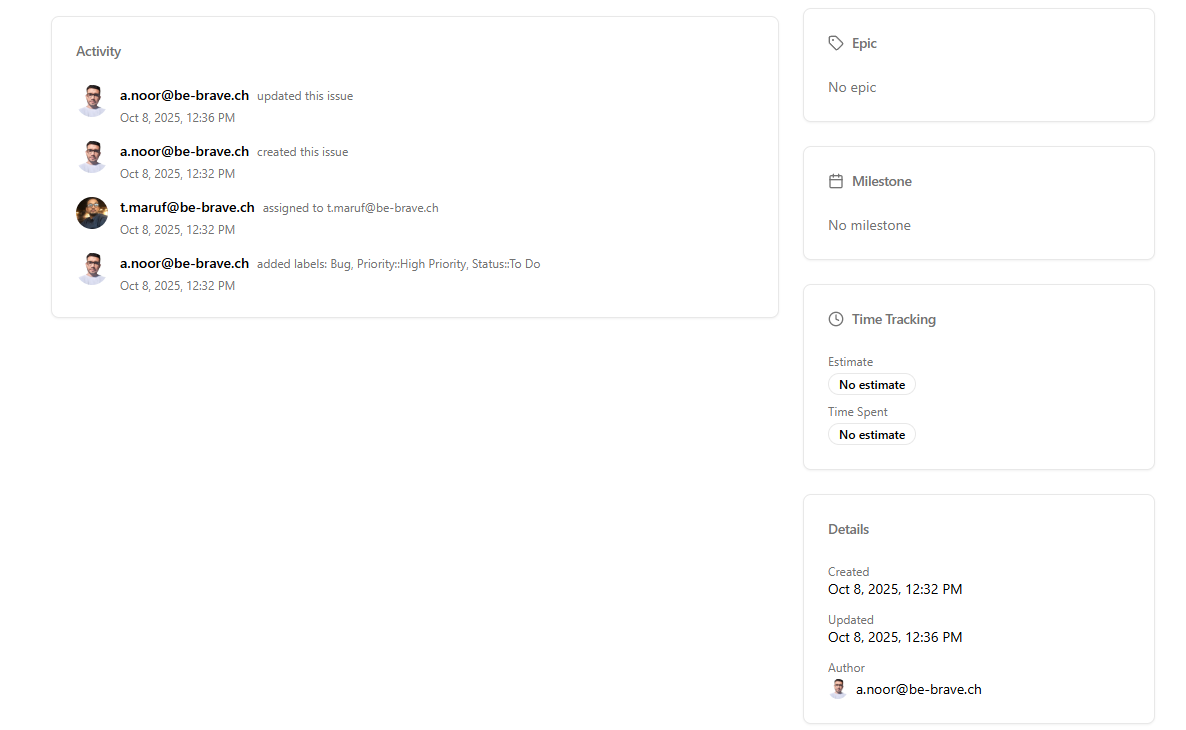 Activity
a.noor@be-brave.ch updated this issue
Oct 8, 2025, 12:36 PM
a.noor@be-brave.ch created this issue
Oct 8, 2025, 12:32 PM
t.maruf@be-brave.ch assigned to t.maruf@be-brave.ch
Oct 8, 2025, 12:32 PM
a.noor@be-brave.ch added labels: Bug, Priority::High Priority, Status::To Do
Oct 8, 2025, 12:32 PM
Epic
No epic
Milestone
No milestone
Time Tracking
Estimate
No estimate
Time Spent
No estimate
Details
Created
Oct 8, 2025, 12:32 PM
Updated
Oct 8, 2025, 12:36 PM
Author
a.noor@be-brave.ch